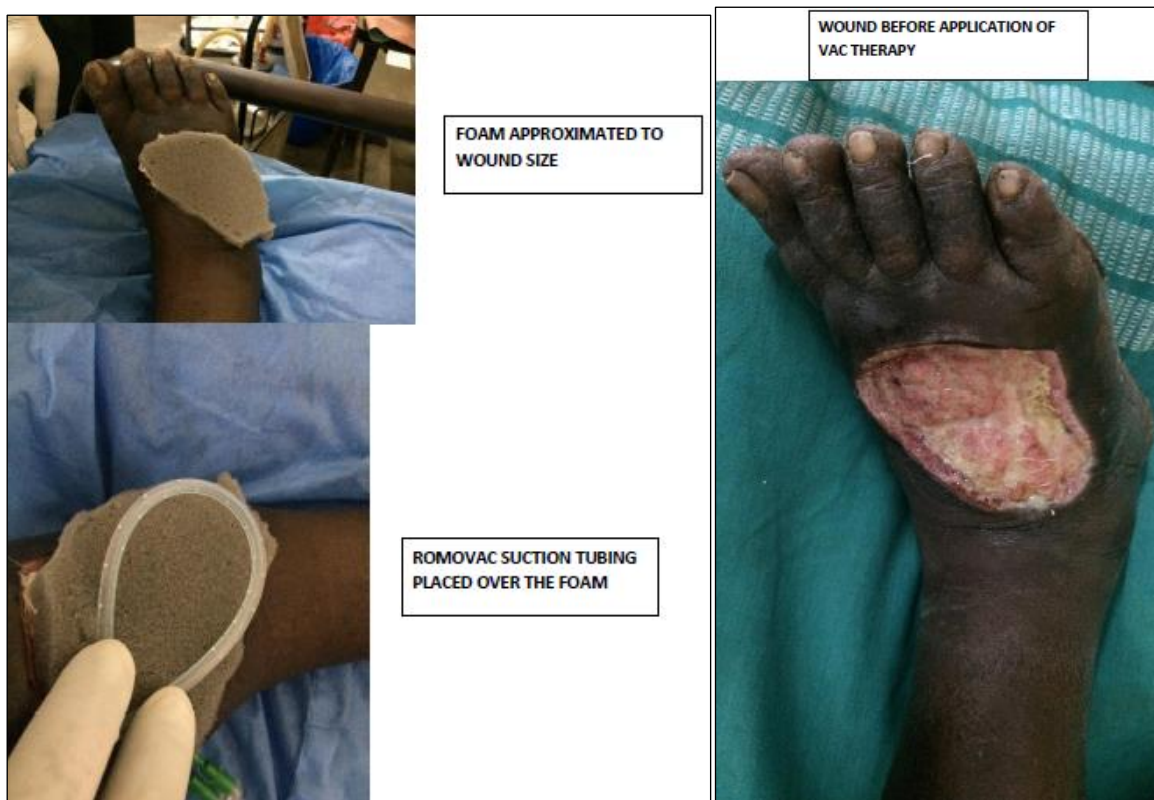 FOAM APPROXIMATED TO
WOUND SIZE
ROMOVAC SUCTION TUBING
PLACED OVER THE FOAM
WOUND BEFORE APPLICATION OF
VAC THERAPY